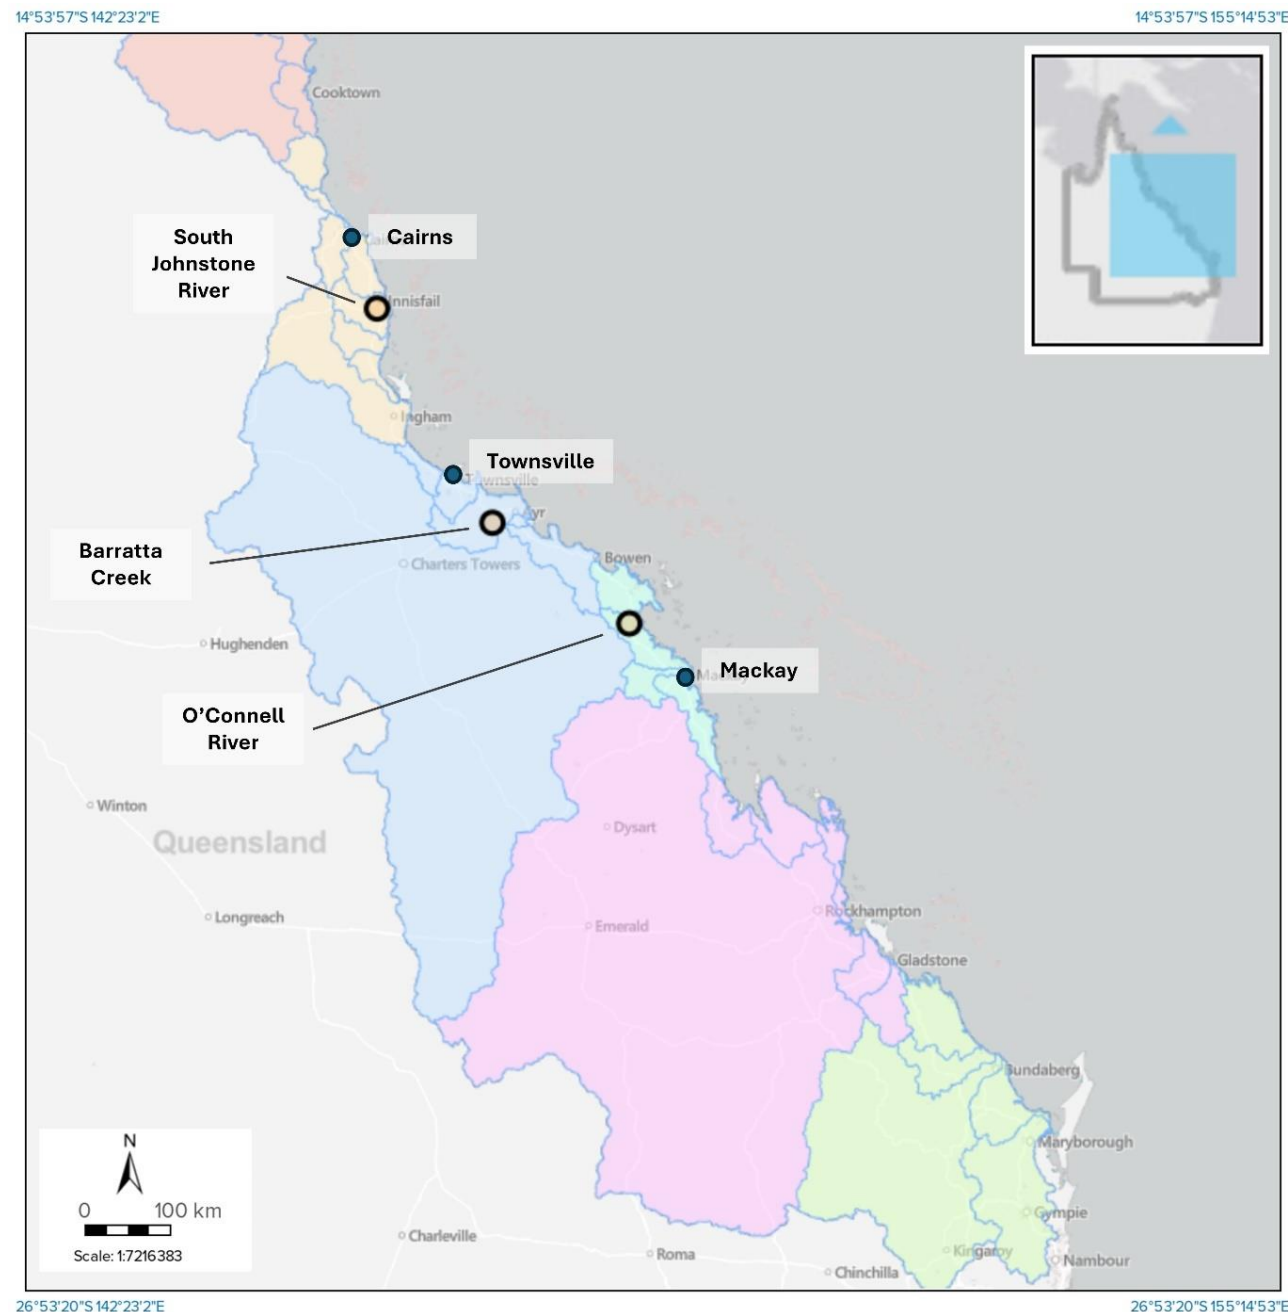 14°53'57"S 142°23'2"E
14°53'57"S 155°14'53"E
Cooktown
South
Johnstone
River
Cairns
Innisfail
Ingham
Townsville
Townsville
Ayr
Barratta
Creek
Charters Towers
Bowen
Hughenden
O'Connell
River
Mackay
Winton
Queensland
Dysart
Longreach
Emerald
Rockhampton
Gladstone
Bundaberg
Maryborough
N
0 100 km
Scale: 1:7216383
Charleville
Roma
Chinchilla
Gympie
Kingaroy
Nambour
26°53'20"S 142°23'2"E
26°53'20"S 155°14'53"E